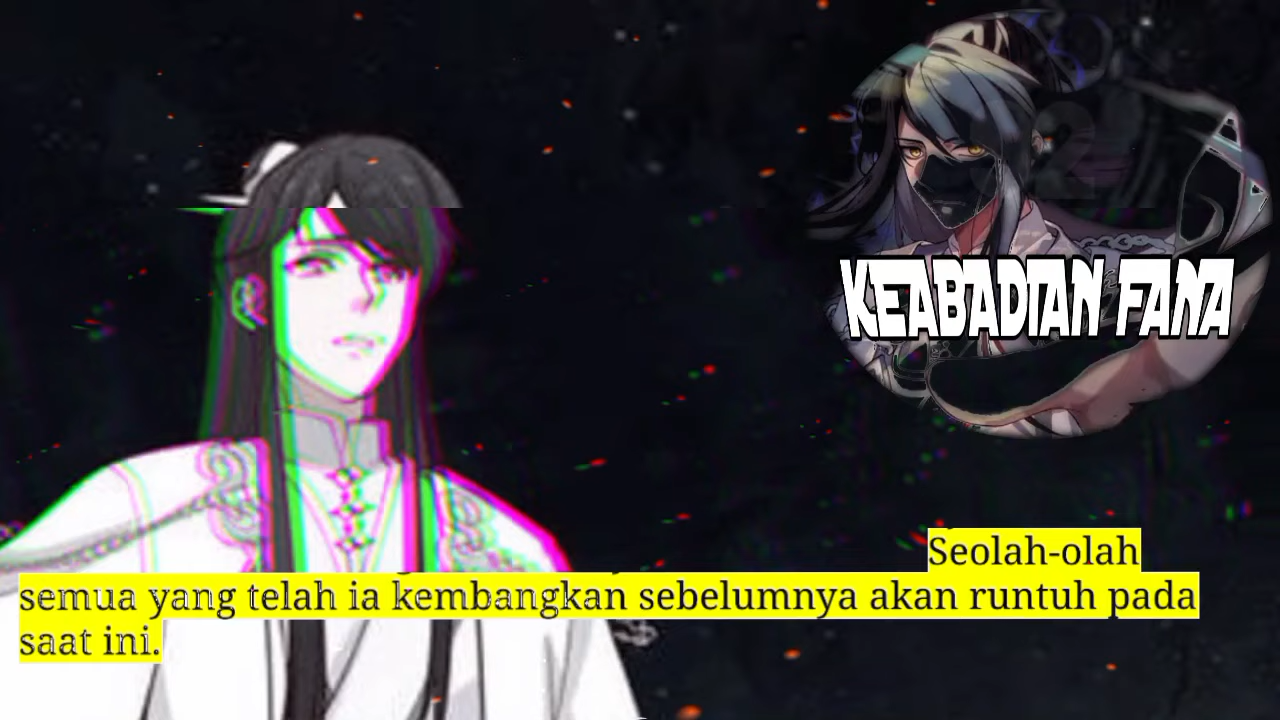 KEABADIAN FANA
Seolah-olah
semua yang telah ia kembangkan sebelumnya akan runtuh pada
saat ini.